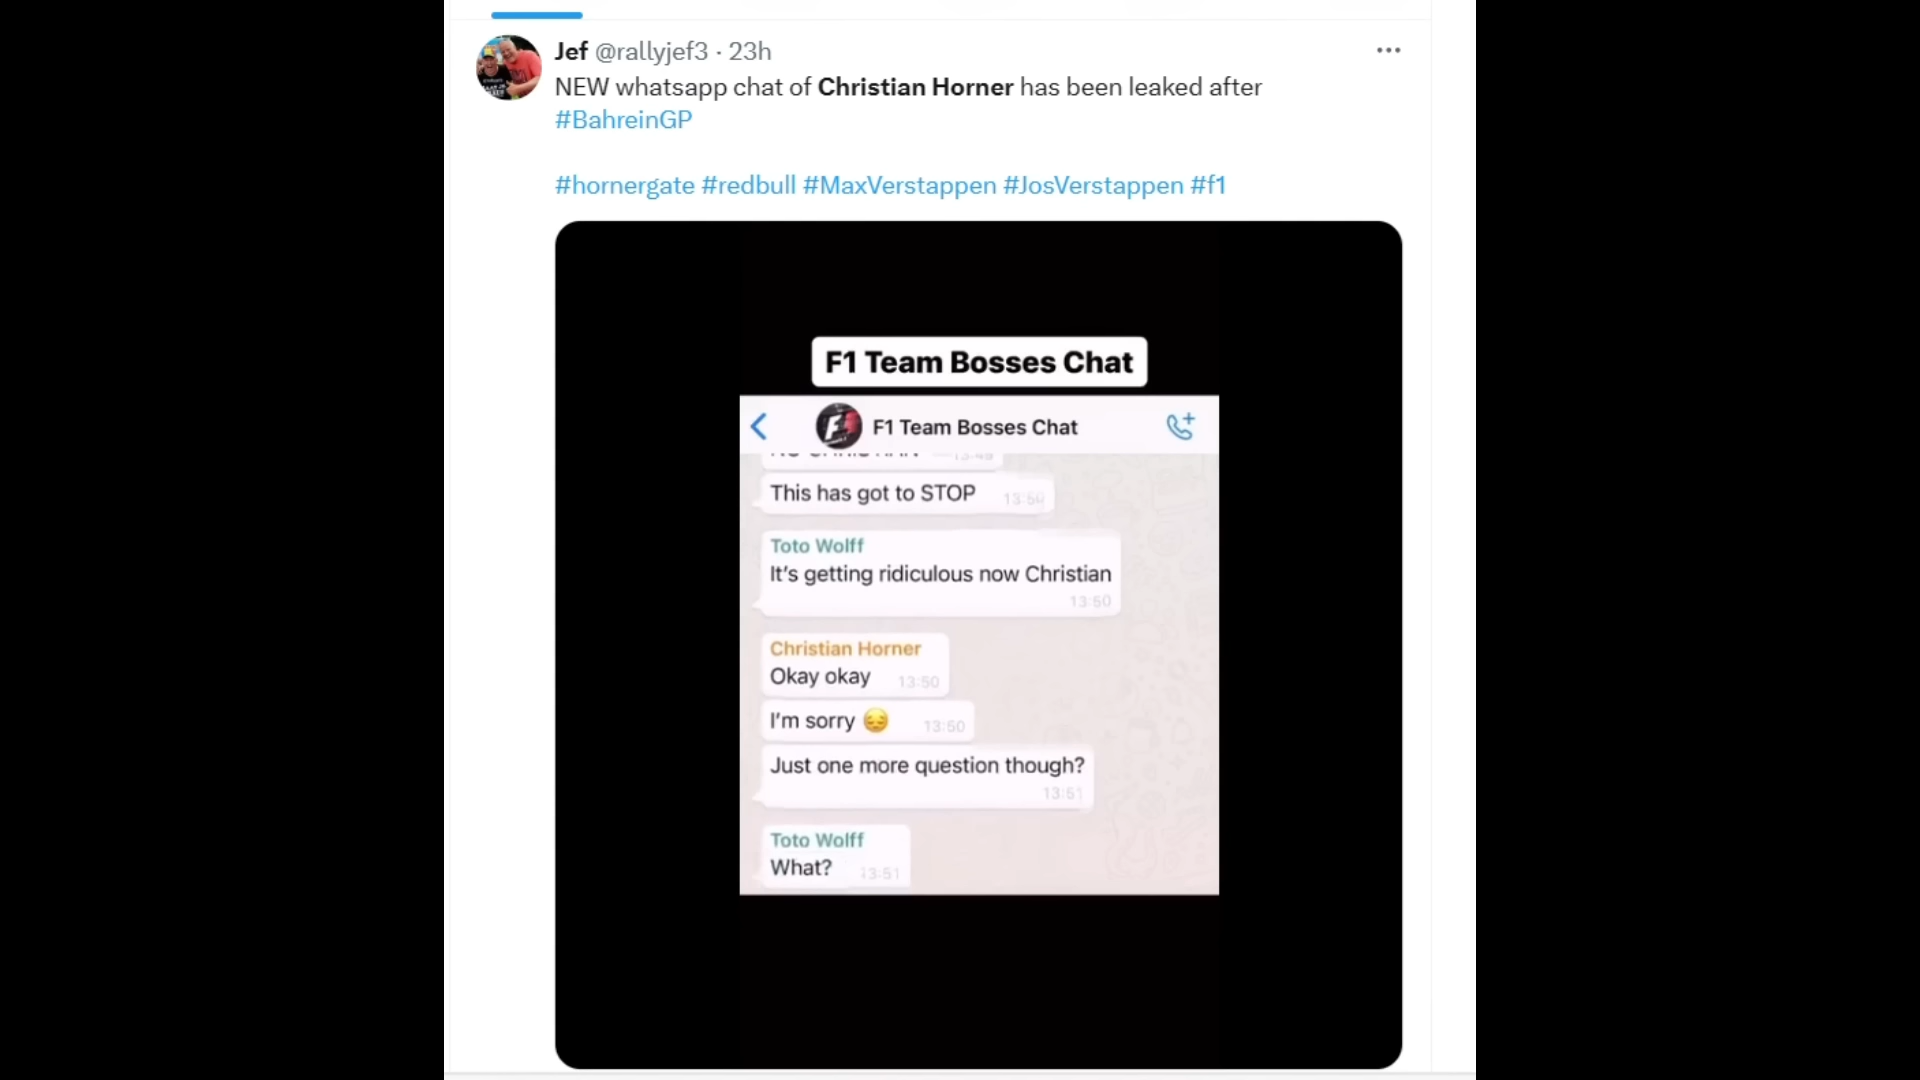 Jef @rallyjef3 · 23h
NEW whatsapp chat of Christian Horner has been leaked after
#BahreinGP
#hornergate #redbull #MaxVerstappen #JosVerstappen #f1
F1 Team Bosses Chat
F1 Team Bosses Chat
This has got to STOP 13:50
Toto Wolff
It's getting ridiculous now Christian
13:50
Christian Horner
Okay okay 13:50
I'm sorry 😔 13:50
Just one more question though?
13:51
Toto Wolff
What? 13:51